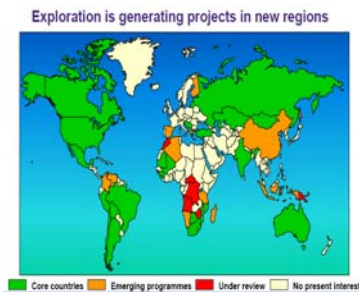 Exploration is generating projects in new regions
Core countries Emerging programmes Under review No present interest